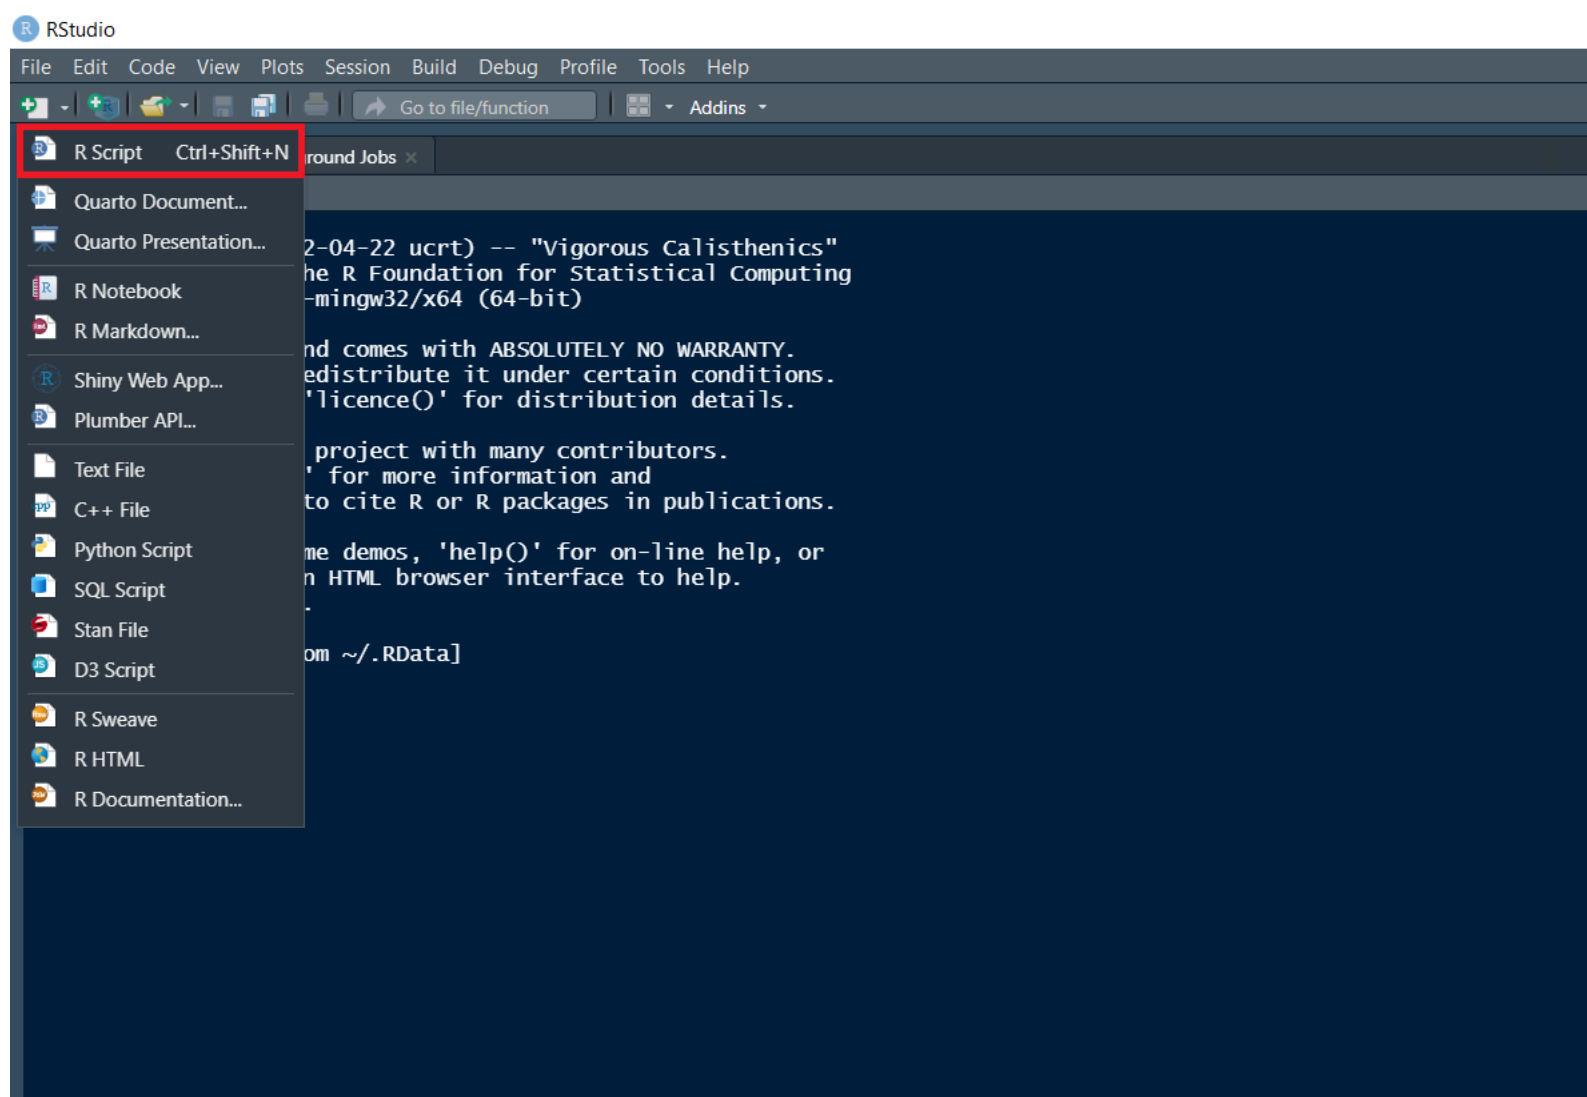 RStudio
File Edit Code View Plots Session Build Debug Profile Tools Help
Go to file/function Addins
R Script Ctrl+Shift+N
round Jobs
Quarto Document...
Quarto Presentation...
R Notebook
R Markdown...
Shiny Web App...
Plumber API...
Text File
C++ File
Python Script
SQL Script
Stan File
D3 Script
R Sweave
R HTML
R Documentation...
2-04-22 ucrt) -- "Vigorous Calisthenics"
he R Foundation for Statistical Computing
-mingw32/x64 (64-bit)
nd comes with ABSOLUTELY NO WARRANTY.
edistribute it under certain conditions.
'licence()' for distribution details.
project with many contributors.
' for more information and
to cite R or R packages in publications.
me demos, 'help()' for on-line help, or
n HTML browser interface to help.
.
om ~/.RData]